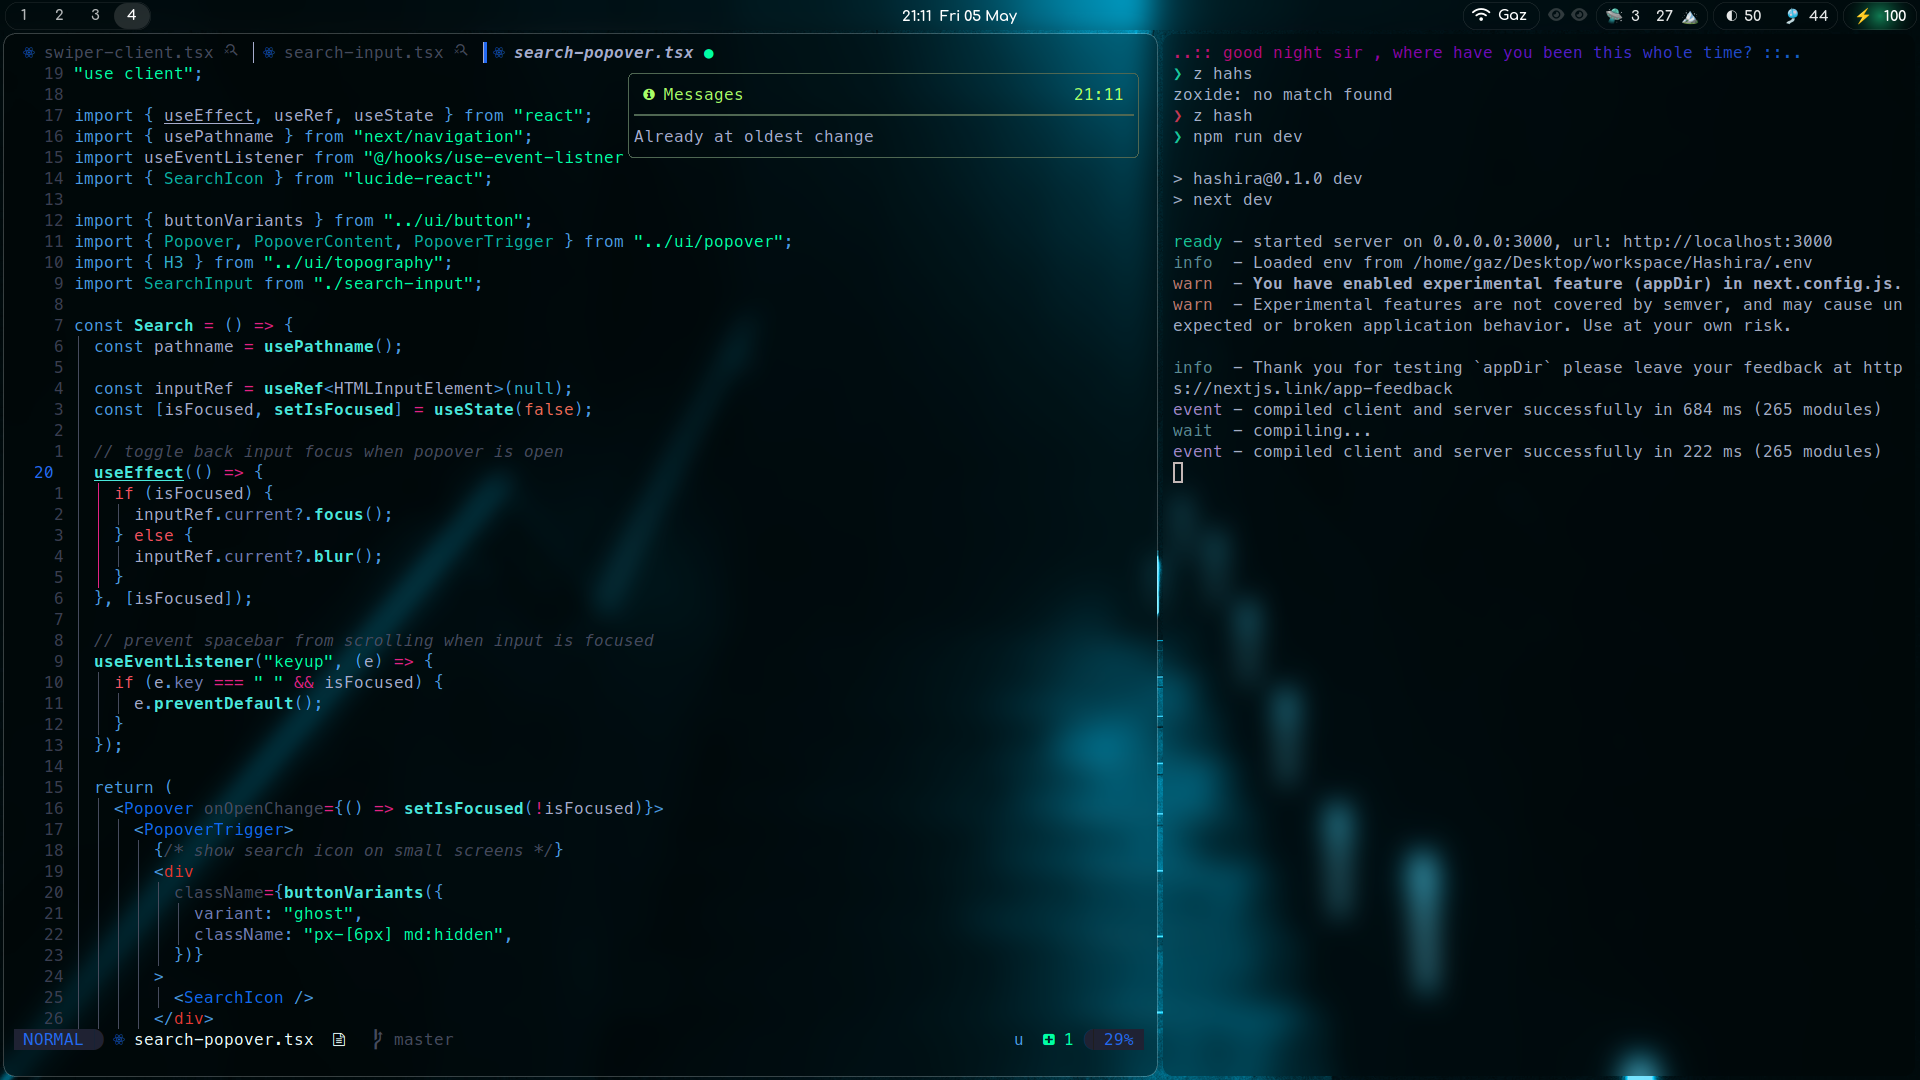 1 2 3 4
21:11 Fri 05 May
Gaz 3 27 50 44 100
swiper-client.tsx search-input.tsx search-popover.tsx
19 "use client";
18
17 import { useEffect, useRef, useState } from "react";
16 import { usePathname } from "next/navigation";
15 import useEventListener from "@/hooks/use-event-listner
14 import { SearchIcon } from "lucide-react";
13
12 import { buttonVariants } from "../ui/button";
11 import { Popover, PopoverContent, PopoverTrigger } from "../ui/popover";
10 import { H3 } from "../ui/topography";
9 import SearchInput from "./search-input";
8
7 const Search = () => {
6 const pathname = usePathname();
5
4 const inputRef = useRef<HTMLInputElement>(null);
3 const [isFocused, setIsFocused] = useState(false);
2
1 // toggle back input focus when popover is open
20 useEffect(() => {
1 if (isFocused) {
2 inputRef.current?.focus();
3 } else {
4 inputRef.current?.blur();
5 }
6 }, [isFocused]);
7
8 // prevent spacebar from scrolling when input is focused
9 useEventListener("keyup", (e) => {
10 if (e.key === " " && isFocused) {
11 e.preventDefault();
12 }
13 });
14
15 return (
16 <Popover onOpenChange={() => setIsFocused(!isFocused)}>
17 <PopoverTrigger>
18 {/* show search icon on small screens */}
19 <div
20 className={buttonVariants({
21 variant: "ghost",
22 className: "px-[6px] md:hidden",
23 })}
24 >
25 <SearchIcon />
26 </div>
NORMAL search-popover.tsx master u 1 29%
Messages 21:11
Already at oldest change
..:: good night sir , where have you been this whole time? ::..
❯ z hahs
zoxide: no match found
❯ z hash
❯ npm run dev
> hashira@0.1.0 dev
> next dev
ready - started server on 0.0.0.0:3000, url: http://localhost:3000
info - Loaded env from /home/gaz/Desktop/workspace/Hashira/.env
warn - You have enabled experimental feature (appDir) in next.config.js.
warn - Experimental features are not covered by semver, and may cause un
expected or broken application behavior. Use at your own risk.
info - Thank you for testing `appDir` please leave your feedback at http
s://nextjs.link/app-feedback
event - compiled client and server successfully in 684 ms (265 modules)
wait - compiling...
event - compiled client and server successfully in 222 ms (265 modules)